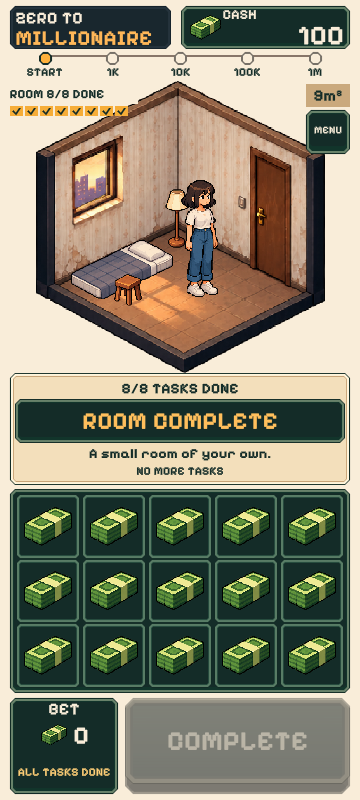 ZERO TO
MILLIONAIRE
CASH
100
START 1K 10K 100K 1M
ROOM 8/8 DONE
9m²
MENU
8/8 TASKS DONE
ROOM COMPLETE
A small room of your own.
NO MORE TASKS
BET
0
ALL TASKS DONE
COMPLETE